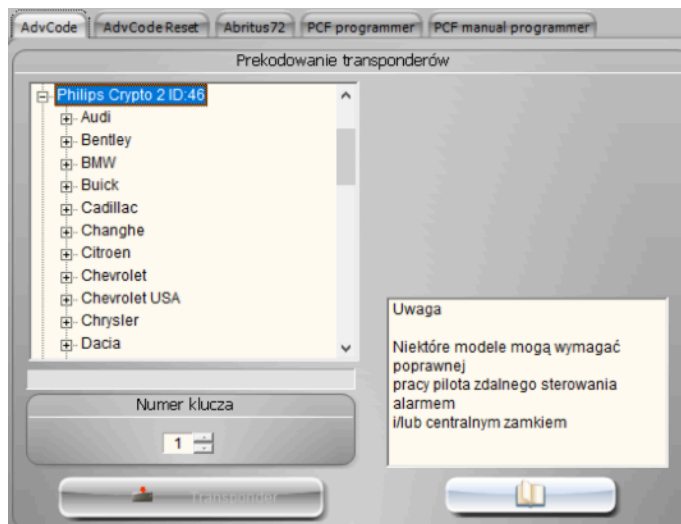 AdvCode
AdvCode Reset
Abritus72
PCF programmer
PCF manual programmer
Prekodowanie transponderów
Philips Crypto 2 ID:46
Audi
Bentley
BMW
Buick
Cadillac
Changhe
Citroen
Chevrolet
Chevrolet USA
Chrysler
Dacia
Numer klucza
1
Transponder
Uwaga
Niektóre modele mogą wymagać
poprawnej
pracy pilota zdalnego sterowania
alarmem
i/lub centralnym zamkiem